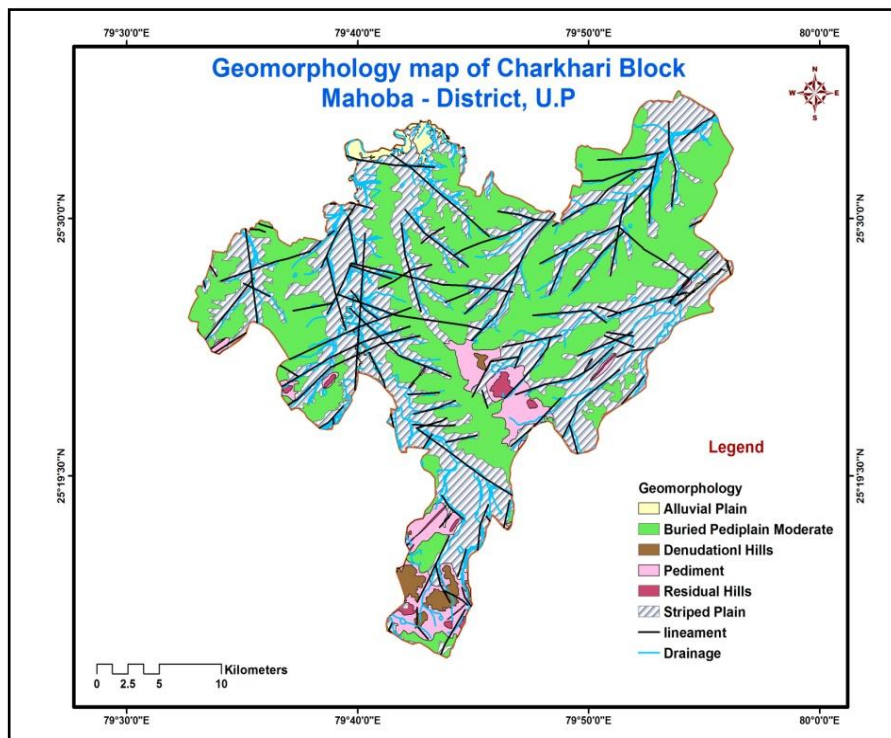 79°30'0"E 79°40'0"E 79°50'0"E 80°0'0"E
Geomorphology map of Charkhari Block
Mahoba - District, U.P
N
W E
S
25°30'0"N 25°30'0"N
25°19'30"N 25°19'30"N
Legend
Geomorphology
Alluvial Plain
Buried Pediplain Moderate
Denudationl Hills
Pediment
Residual Hills
Striped Plain
lineament
Drainage
Kilometers
0 2.5 5 10
79°30'0"E 79°40'0"E 79°50'0"E 80°0'0"E